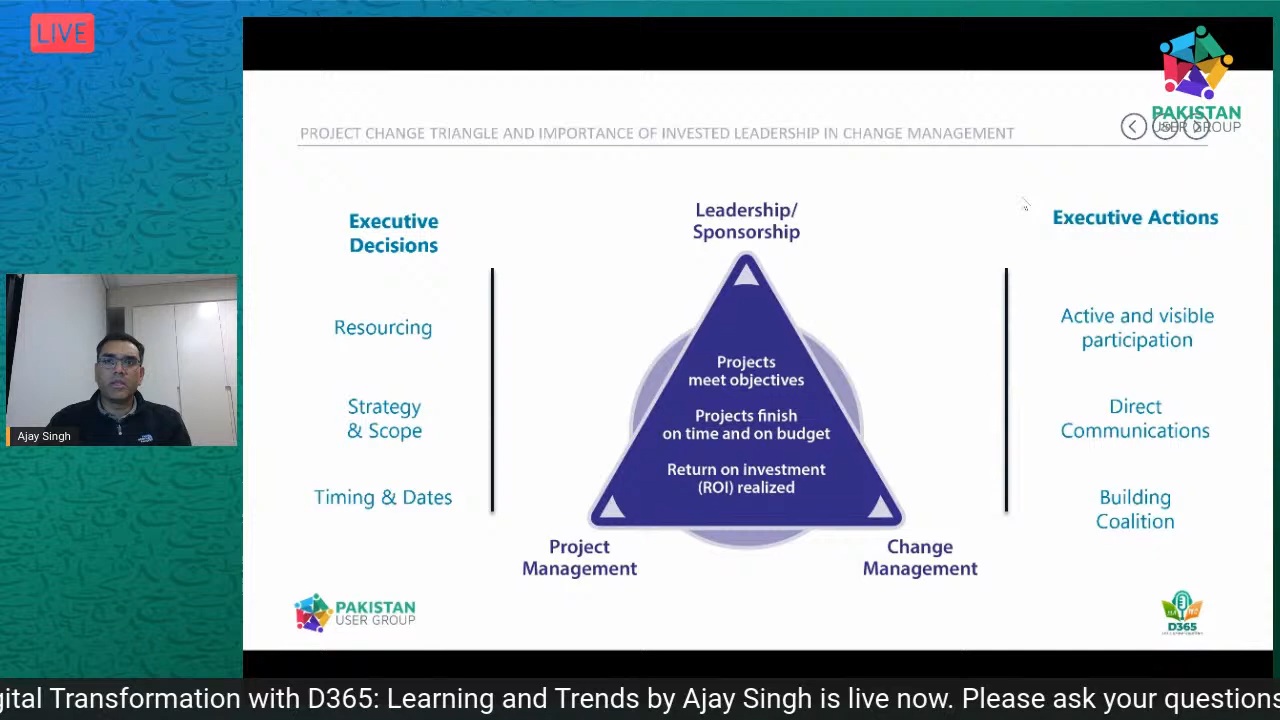 LIVE
PAKISTAN
USER GROUP
PROJECT CHANGE TRIANGLE AND IMPORTANCE OF INVESTED LEADERSHIP IN CHANGE MANAGEMENT
Executive
Decisions
Resourcing
Strategy
& Scope
Timing & Dates
Leadership/
Sponsorship
Projects
meet objectives
Projects finish
on time and on budget
Return on investment
(ROI) realized
Project
Management
Change
Management
Executive Actions
Active and visible
participation
Direct
Communications
Building
Coalition
Ajay Singh
PAKISTAN
USER GROUP
D365
gital Transformation with D365: Learning and Trends by Ajay Singh is live now. Please ask your questions